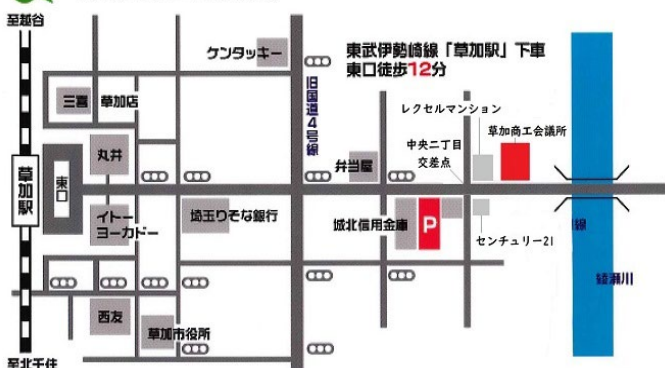 至越谷
ケンタッキー
東武伊勢崎線「草加駅」下車
東口徒歩12分
三喜 草加店
旧国道4号線
レクセルマンション
草加商工会議所
中央二丁目
交差点
丸井
弁当屋
草加駅
東口
イトー
ヨーカドー
埼玉りそな銀行
城北信用金庫
P
センチュリー21
線
綾瀬川
西友
草加市役所
至北千住